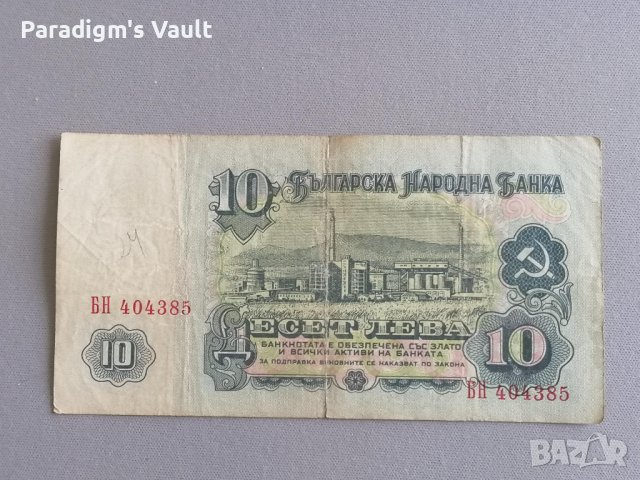 Paradigm's Vault
10 БЪЛГАРСКА НАРОДНА БАНКА
БН 404385
ДЕСЕТ ЛЕВА
БАНКНОТАТА Е ОБЕЗПЕЧЕНА СЪС ЗЛАТО
И ВСИЧКИ АКТИВИ НА БАНКАТА
ЗА ПОДПРАВКА ВИНОВНИТЕ СЕ НАКАЗВАТ ПО ЗАКОНА
10
10
БН 404385
BAZAR